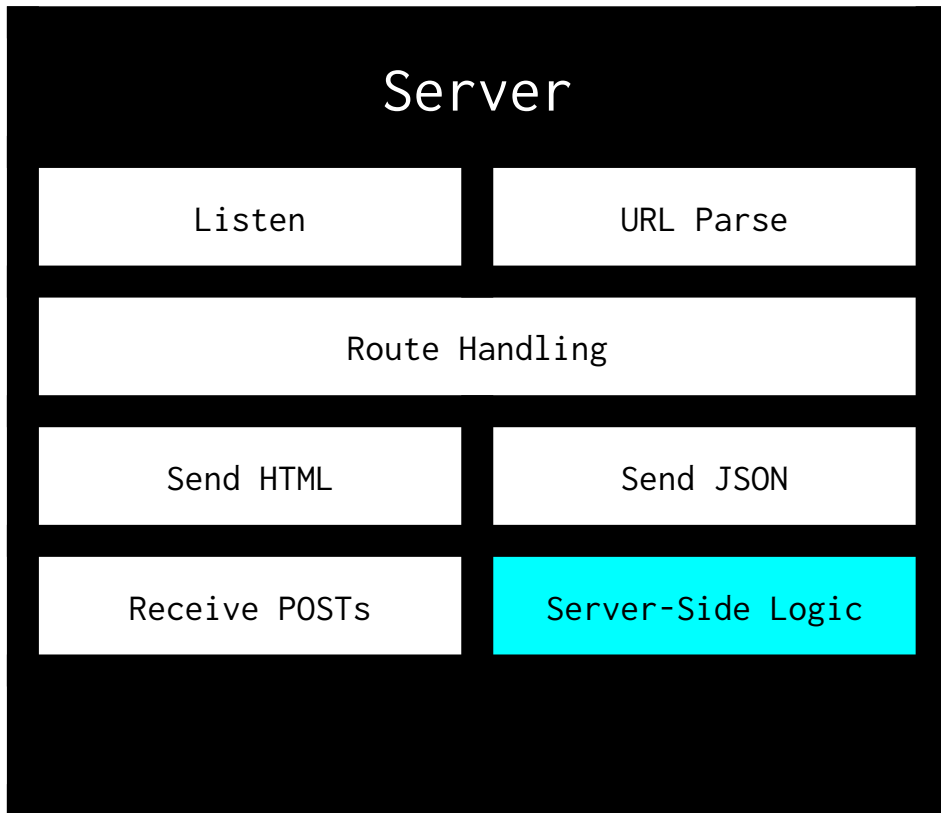 Server
Listen
URL Parse
Route Handling
Send HTML
Send JSON
Receive POSTs
Server-Side Logic